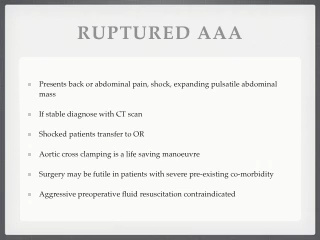 RUPTURED AAA
Presents back or abdominal pain, shock, expanding pulsatile abdominal
mass
If stable diagnose with CT scan
Shocked patients transfer to OR
Aortic cross clamping is a life saving manoeuvre
Surgery may be futile in patients with severe pre-existing co-morbidity
Aggressive preoperative fluid resuscitation contraindicated